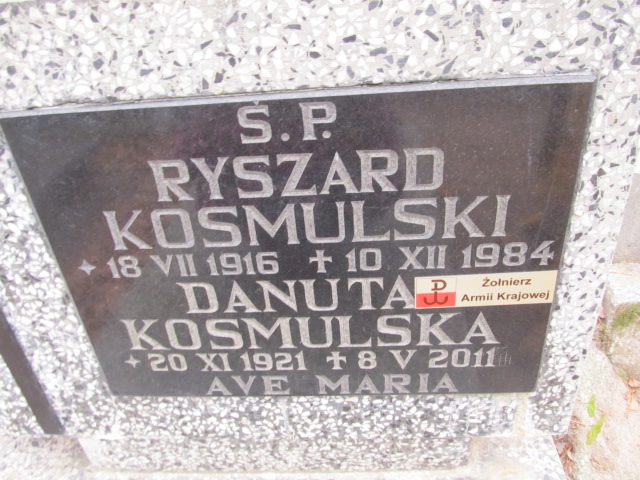 Ś.P.
RYSZARD
KOSMULSKI
18 VII 1916 ✝ 10 XII 1984
DANUTA
Żołnierz
Armii Krajowej
KOSMULSKA
20 XI 1921 ✝ 8 V 2011
AVE MARIA